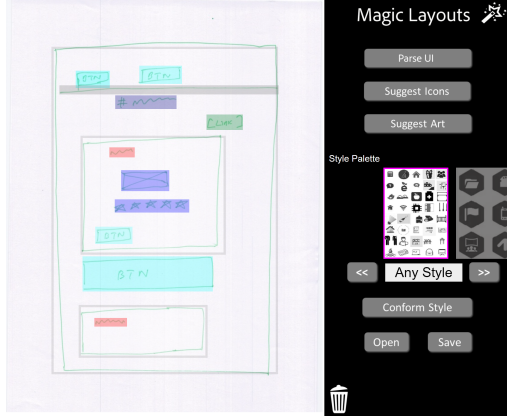 Magic Layouts
BTN
BTN
#
[LINK]
BTN
BTN
Parse UI
Suggest Icons
Suggest Art
Style Palette
<<
Any Style
>>
Conform Style
Open
Save